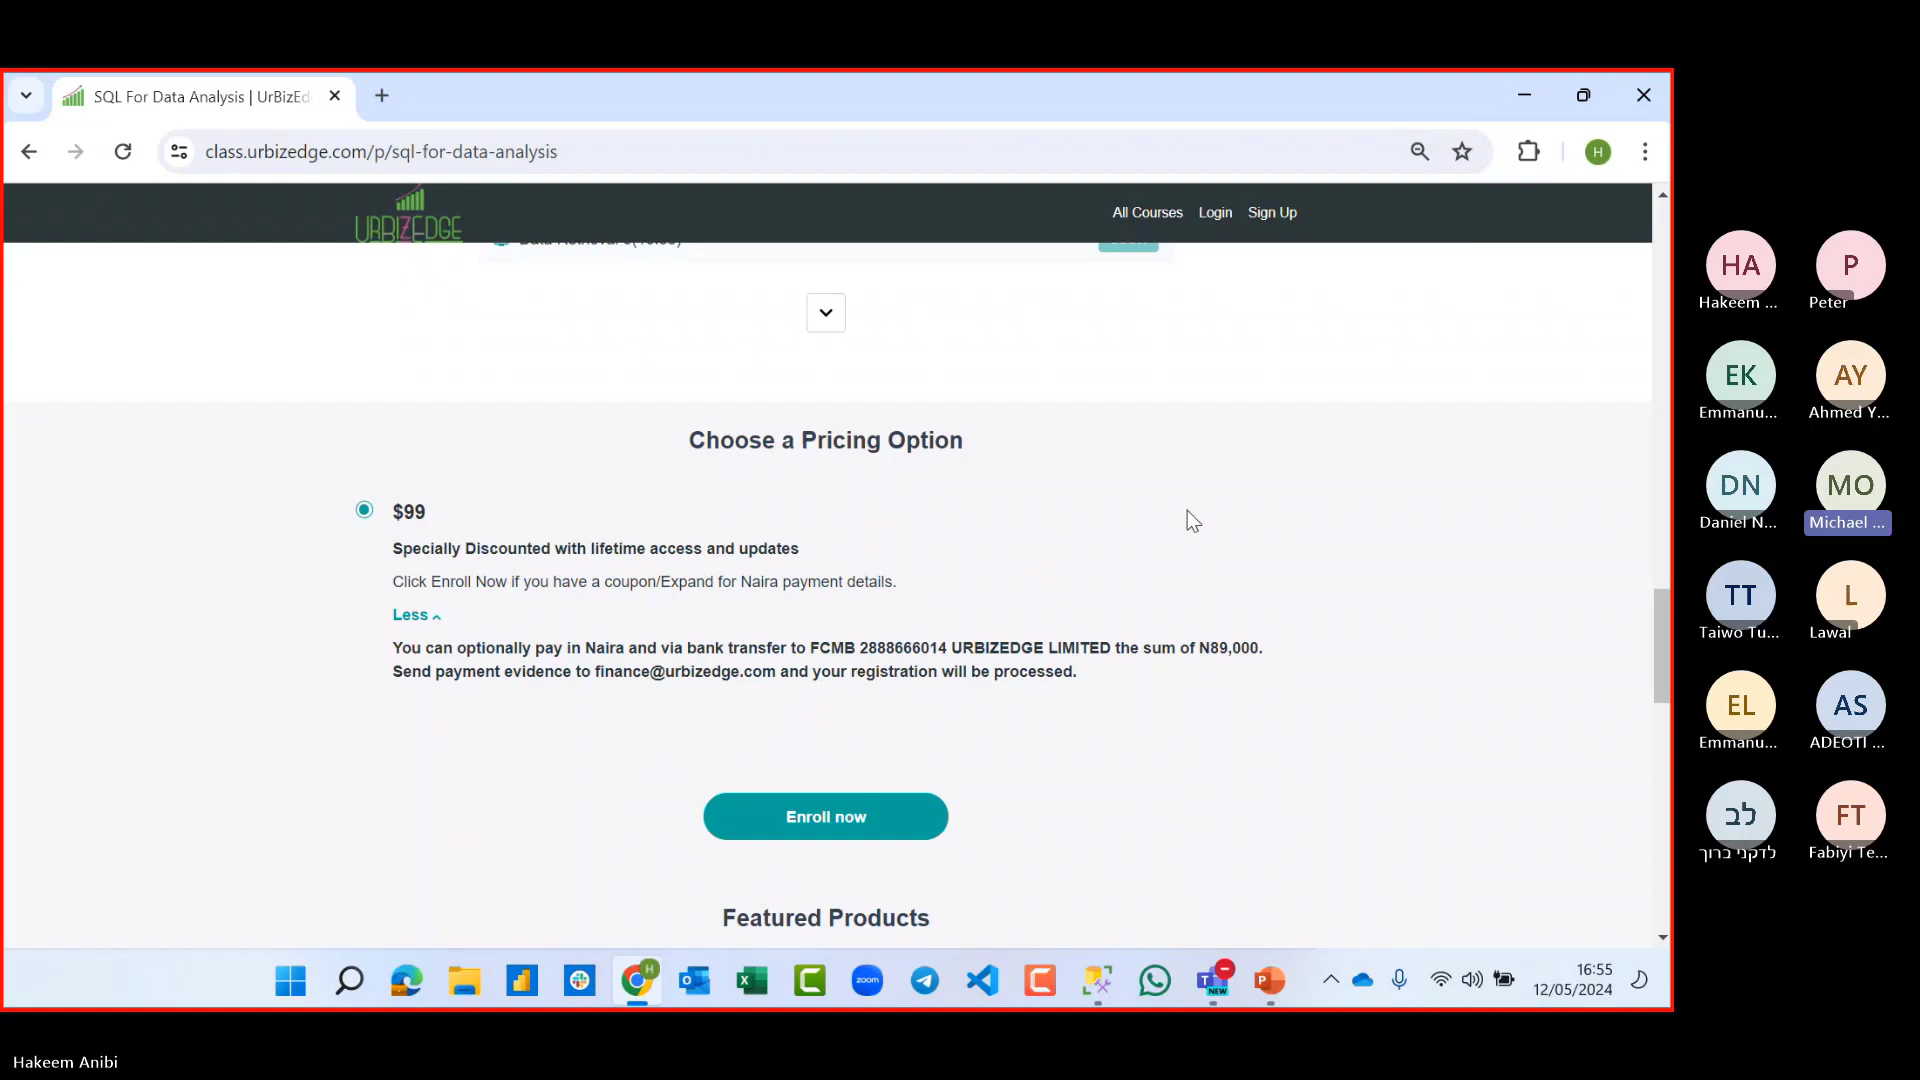 SQL For Data Analysis | UrBizEd
class.urbizedge.com/p/sql-for-data-analysis
H
URBIZEDGE
All Courses
Login
Sign Up
Choose a Pricing Option
$99
Specially Discounted with lifetime access and updates
Click Enroll Now if you have a coupon/Expand for Naira payment details.
Less
You can optionally pay in Naira and via bank transfer to FCMB 2888666014 URBIZEDGE LIMITED the sum of N89,000.
Send payment evidence to finance@urbizedge.com and your registration will be processed.
Enroll now
Featured Products
HA
Hakeem ...
P
Peter
EK
Emmanu...
AY
Ahmed Y...
DN
Daniel N...
MO
Michael ...
TT
Taiwo Tu...
L
Lawal
EL
Emmanu...
AS
ADEOTI ...
לב
לדקני ברוך
FT
Fabiyi Te...
H
zoom
NEW
16:55
12/05/2024
Hakeem Anibi